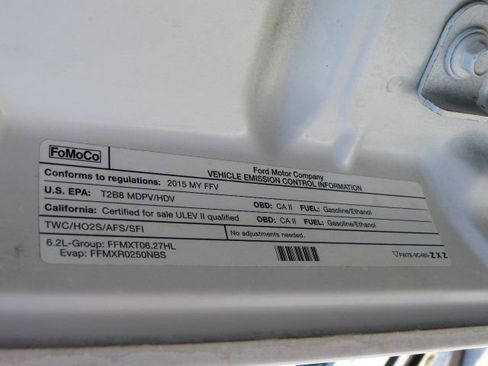 FoMoCo
Ford Motor Company
VEHICLE EMISSION CONTROL INFORMATION
Conforms to regulations: 2015 MY FFV
U.S. EPA: T2B8 MDPV/HDV OBD: CA II FUEL: Gasoline/Ethanol
California: Certified for sale ULEV II qualified OBD: CA II FUEL: Gasoline/Ethanol
TWC/HO2S/AFS/SFI No adjustments needed.
6.2L-Group: FFMXT06.27HL
Evap: FFMXR0250NBS
ZXZ